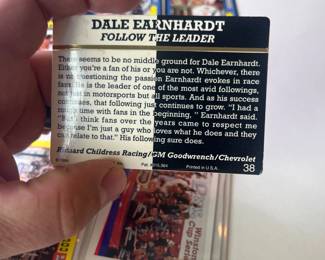 DALE EARNHARDT
FOLLOW THE LEADER
There seems to be no middle ground for Dale Earnhardt.
Either you're a fan of his or you are not. Whichever, there
is no questioning the passion Earnhardt evokes in race
fans. He is the leader of one of the most avid followings,
not just in motorsports but all sports. And as his success
continues, that following just continues to grow. "I had a
rough time with fans in the beginning," Earnhardt said.
"But I think fans over the years came to respect me
because I'm just a guy who loves what he does and they
can relate to that." His following sure does.
Richard Childress Racing/GM Goodwrench/Chevrolet
Printed in U.S.A.
38
Winston
Cup Series